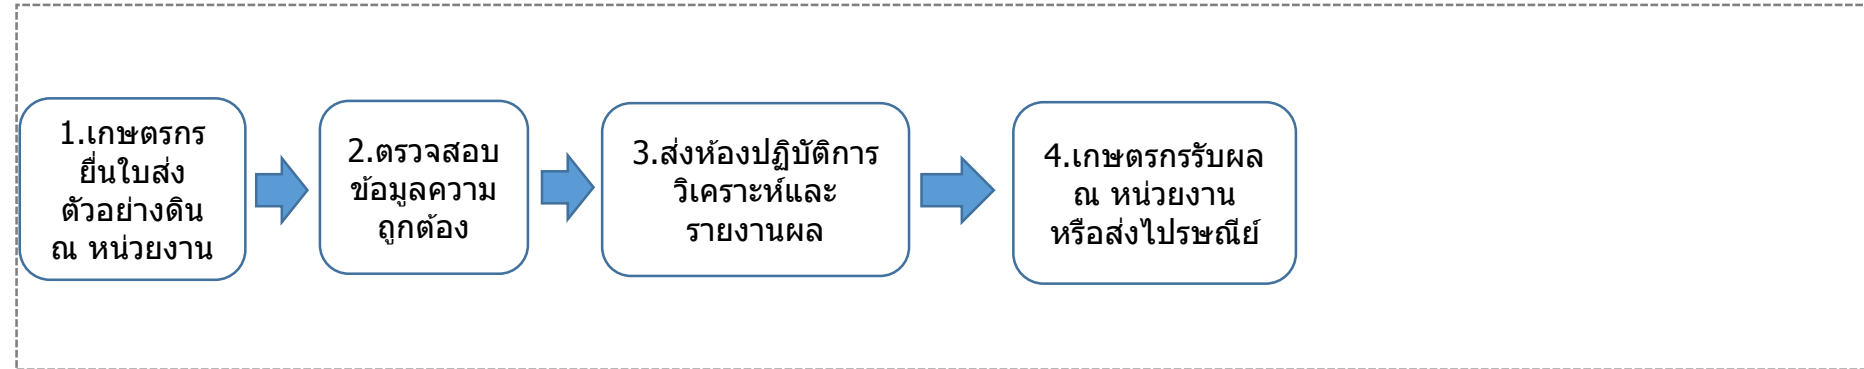 1.เกษตรกร
ยื่นใบส่ง
ตัวอย่างดิน
ณ หน่วยงาน
2.ตรวจสอบ
ข้อมูลความ
ถูกต้อง
3.ส่งห้องปฏิบัติการ
วิเคราะห์และ
รายงานผล
4.เกษตรกรรับผล
ณ หน่วยงาน
หรือส่งไปรษณีย์